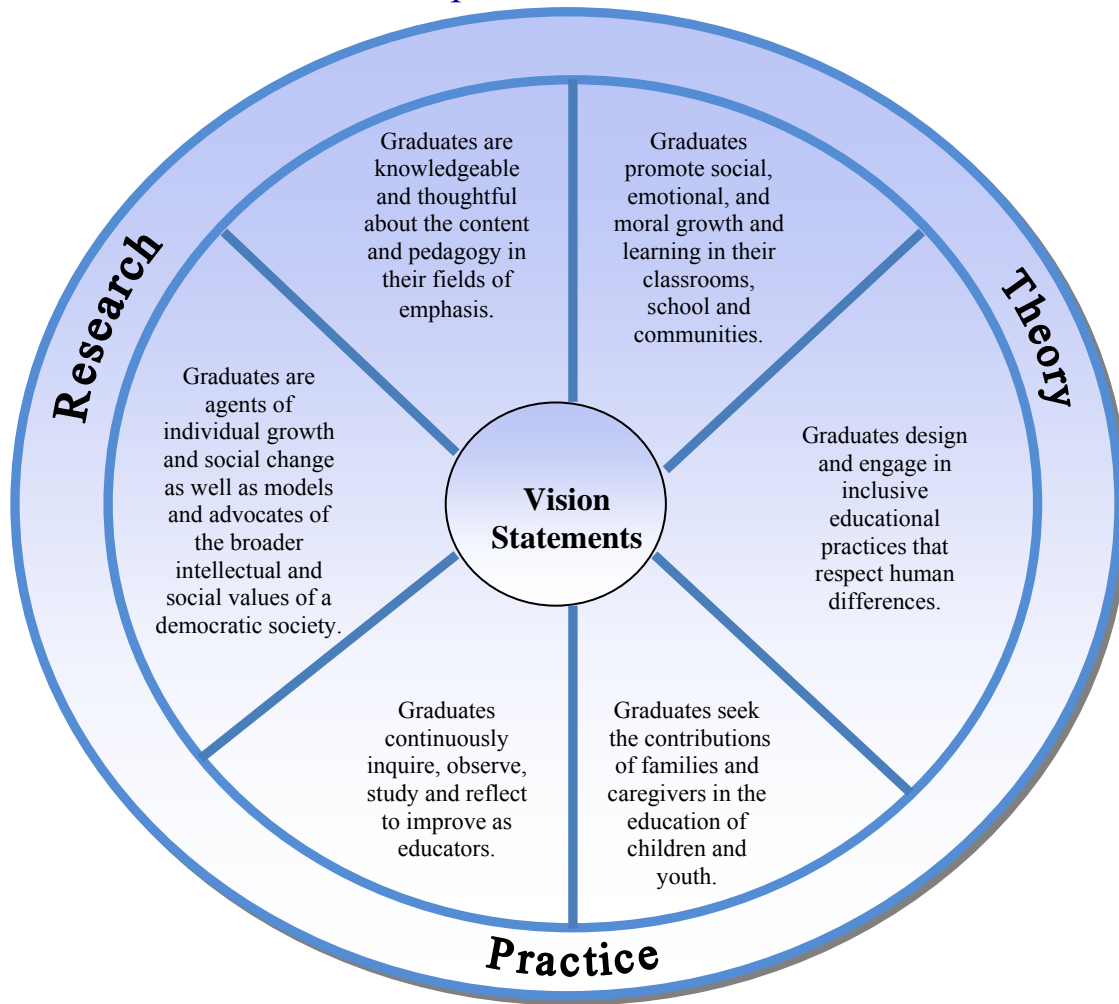 Research
Theory
Practice
Graduates are
knowledgeable
and thoughtful
about the content
and pedagogy in
their fields of
emphasis.
Graduates
promote social,
emotional, and
moral growth and
learning in their
classrooms,
school and
communities.
Graduates design
and engage in
inclusive
educational
practices that
respect human
differences.
Graduates seek
the contributions
of families and
caregivers in the
education of
children and
youth.
Graduates
continuously
inquire, observe,
study and reflect
to improve as
educators.
Graduates are
agents of
individual growth
and social change
as well as models
and advocates of
the broader
intellectual and
social values of a
democratic society.
Vision
Statements